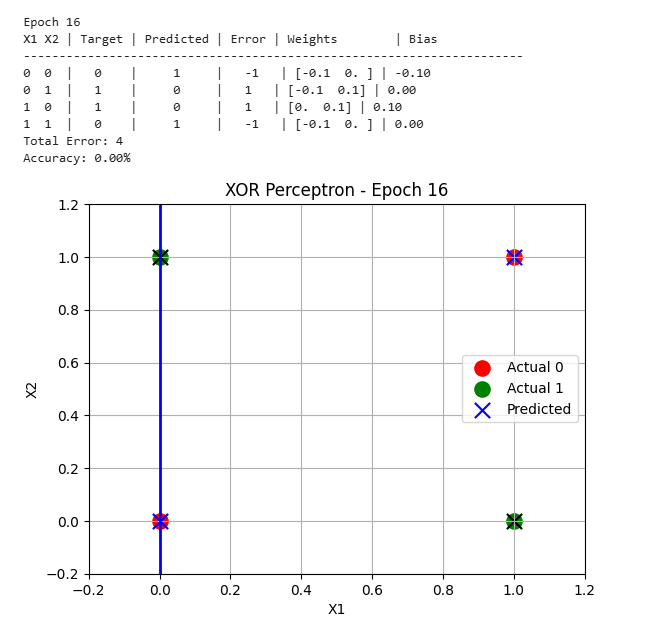 Epoch 16
X1 X2 | Target | Predicted | Error | Weights | Bias
----------------------------------------------------------------------
0 0 | 0 | 1 | -1 | [-0.1 0. ] | -0.10
0 1 | 1 | 0 | 1 | [-0.1 0.1] | 0.00
1 0 | 1 | 0 | 1 | [0. 0.1] | 0.10
1 1 | 0 | 1 | -1 | [-0.1 0. ] | 0.00
Total Error: 4
Accuracy: 0.00%
XOR Perceptron - Epoch 16
1.2
1.0
0.8
0.6
0.4
0.2
0.0
−0.2
X2
Actual 0
Actual 1
Predicted
−0.2 0.0 0.2 0.4 0.6 0.8 1.0 1.2
X1